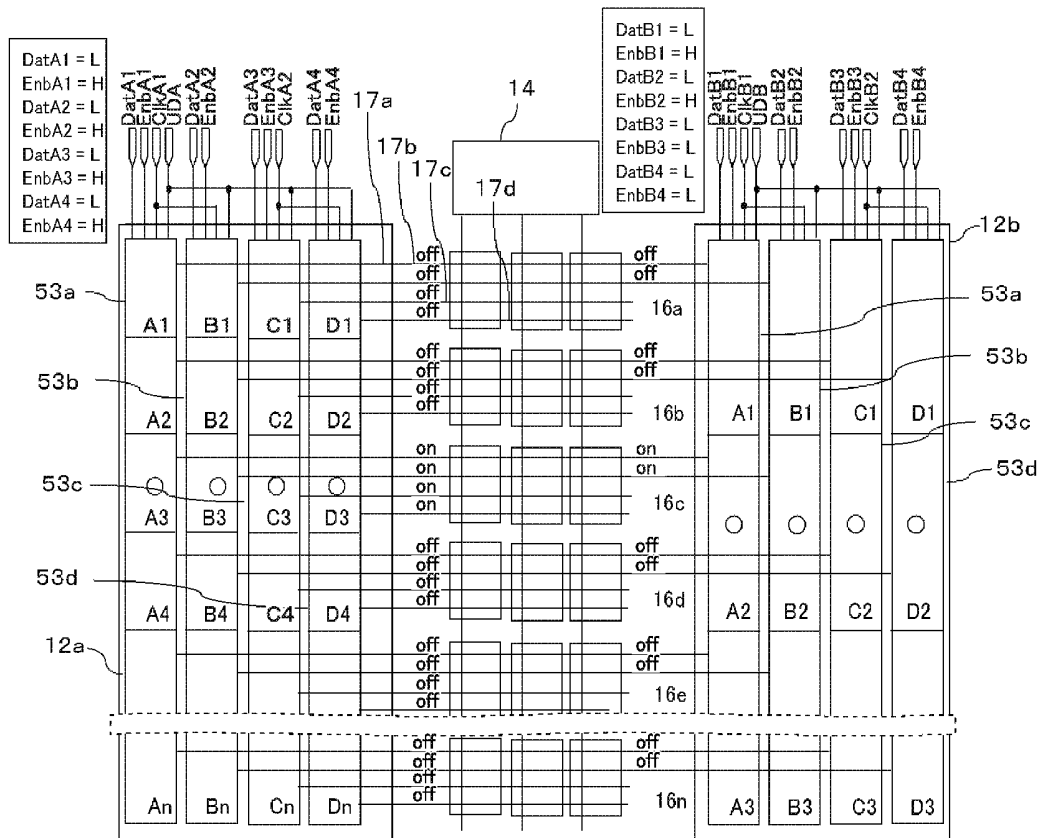 DatA1 = L
EnbA1 = H
DatA2 = L
EnbA2 = H
DatA3 = L
EnbA3 = H
DatA4 = L
EnbA4 = H
DatA1
EnbA1
ClkA1
UDA
DatA2
EnbA2
DatA3
EnbA3
ClkA2
DatA4
EnbA4
17a
17b
17c
17d
14
DatB1 = L
EnbB1 = H
DatB2 = L
EnbB2 = H
DatB3 = L
EnbB3 = L
DatB4 = L
EnbB4 = L
DatB1
EnbB1
ClkB1
UDB
DatB2
EnbB2
DatB3
EnbB3
ClkB2
DatB4
EnbB4
12b
53a
53b
53c
53d
12a
A1 B1 C1 D1
A2 B2 C2 D2
A3 B3 C3 D3
A4 B4 C4 D4
An Bn Cn Dn
off off
off off
off
off 16a
off off
off off
off
off 16b
on on
on on
on
on 16c
off off
off off
off
off 16d
off off
off off
off
off 16e
off off
off off
off
off 16n
53a
53b
53c
53d
A1 B1 C1 D1
A2 B2 C2 D2
A3 B3 C3 D3